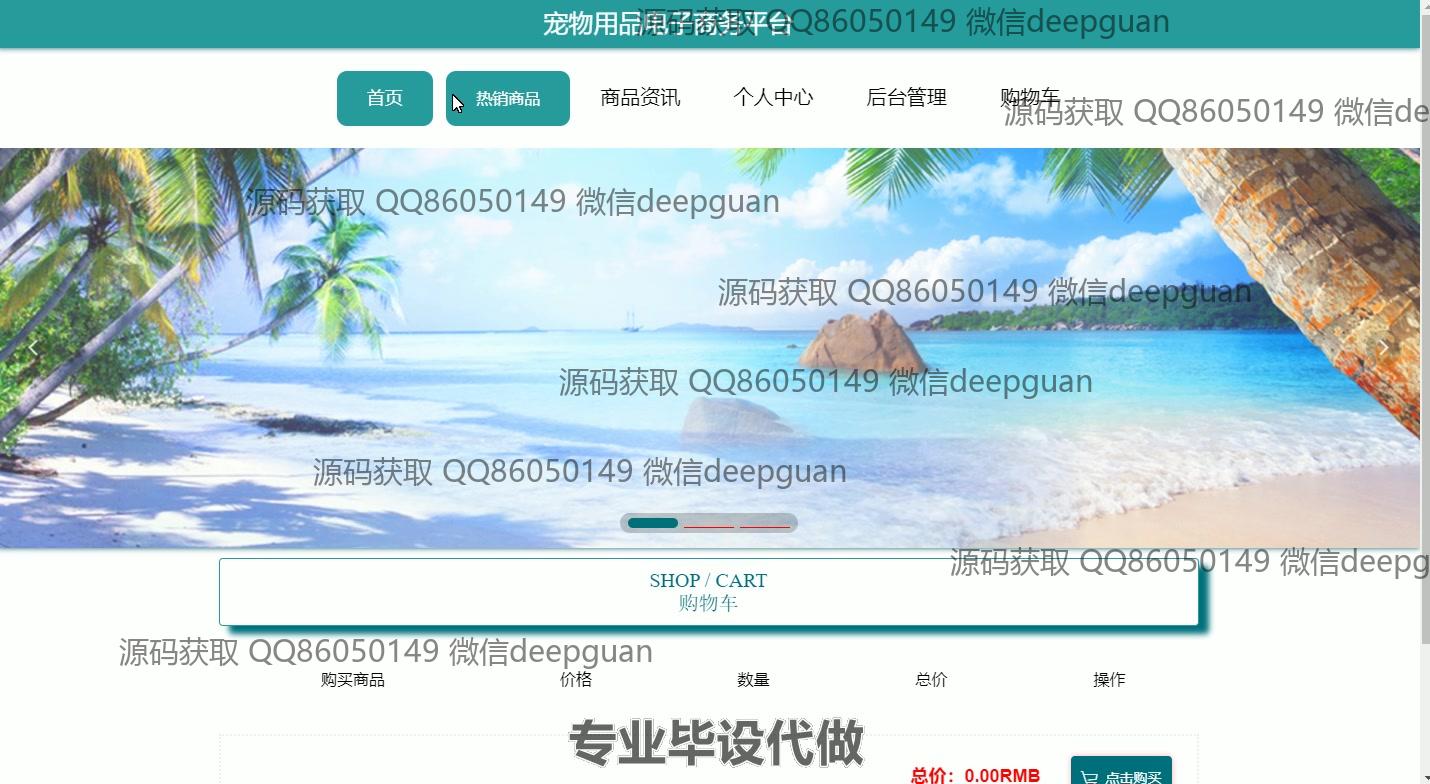 宠物用品电子商务平台
源码获取 QQ86050149 微信deepguan
首页
热销商品
商品资讯
个人中心
后台管理
购物车
源码获取 QQ86050149 微信de
源码获取 QQ86050149 微信deepguan
源码获取 QQ86050149 微信deepguan
源码获取 QQ86050149 微信deepguan
源码获取 QQ86050149 微信deepguan
源码获取 QQ86050149 微信deepg
SHOP / CART
购物车
源码获取 QQ86050149 微信deepguan
购买商品
价格
数量
总价
操作
专业毕设代做
总价：0.00RMB
点击购买